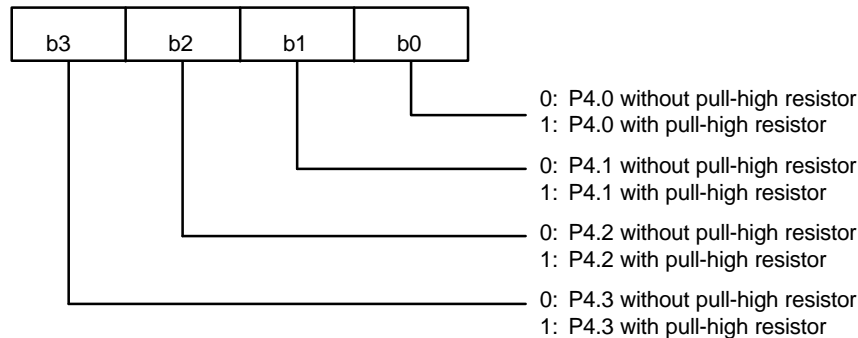 b3 b2 b1 b0
0: P4.0 without pull-high resistor
1: P4.0 with pull-high resistor
0: P4.1 without pull-high resistor
1: P4.1 with pull-high resistor
0: P4.2 without pull-high resistor
1: P4.2 with pull-high resistor
0: P4.3 without pull-high resistor
1: P4.3 with pull-high resistor